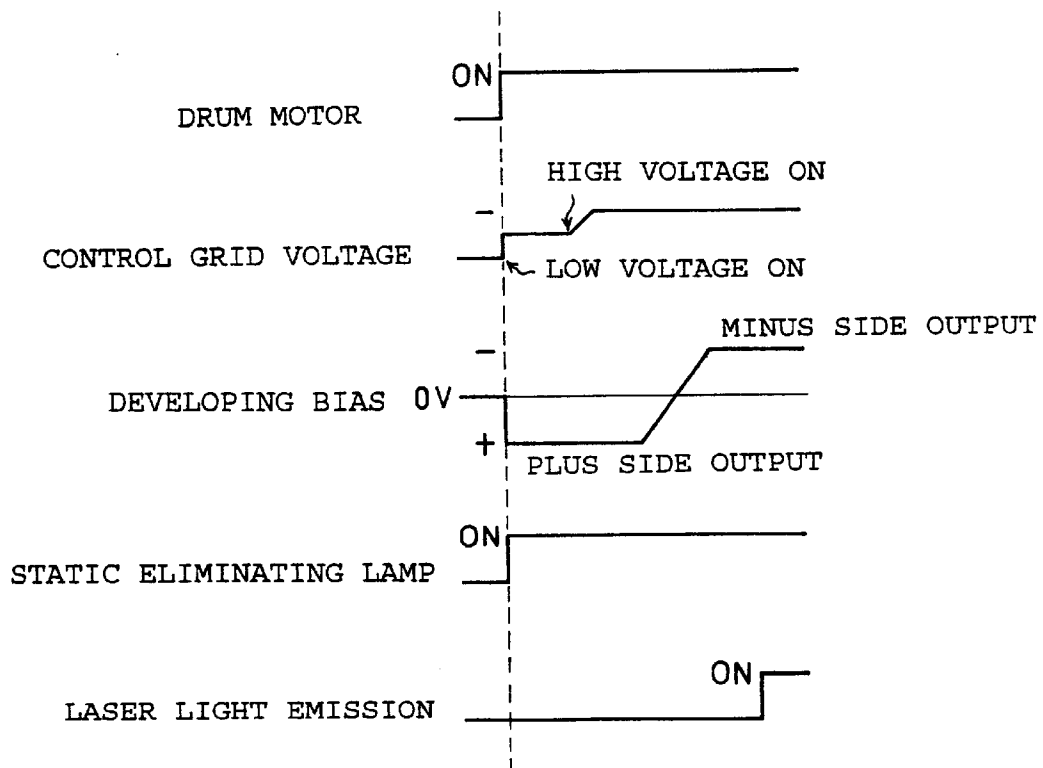 ON
DRUM MOTOR
HIGH VOLTAGE ON
-
CONTROL GRID VOLTAGE
LOW VOLTAGE ON
MINUS SIDE OUTPUT
-
DEVELOPING BIAS 0V
+
PLUS SIDE OUTPUT
ON
STATIC ELIMINATING LAMP
ON
LASER LIGHT EMISSION